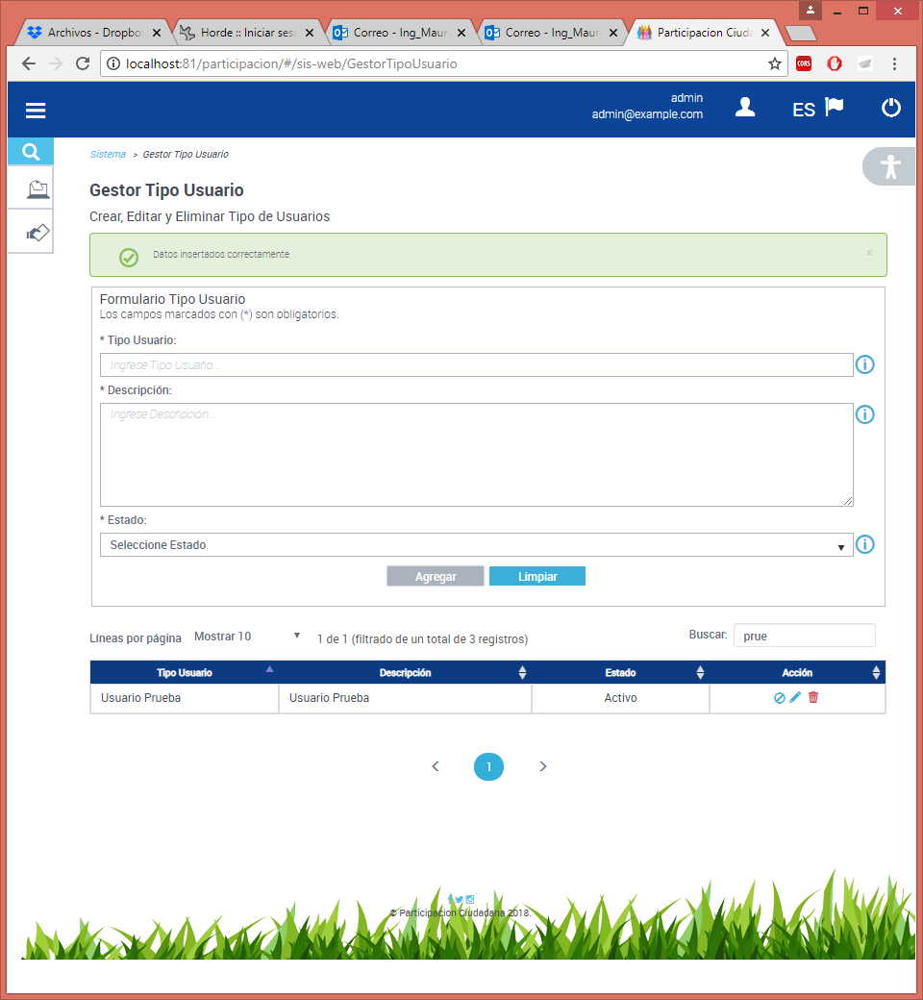 Archivos - Dropbo
Horde :: Iniciar sesi
Correo - Ing_Maur
Correo - Ing_Maur
Participacion Ciuda
localhost:81/participacion/#/sis-web/GestorTipoUsuario
CORS
admin
admin@example.com
ES
Sistema > Gestor Tipo Usuario
Gestor Tipo Usuario
Crear, Editar y Eliminar Tipo de Usuarios
Datos insertados correctamente
×
Formulario Tipo Usuario
Los campos marcados con (*) son obligatorios.
* Tipo Usuario:
Ingrese Tipo Usuario...
* Descripción:
Ingrese Descripción...
* Estado:
Seleccione Estado
Agregar Limpiar
Líneas por página Mostrar 10 1 de 1 (filtrado de un total de 3 registros) Buscar: prue
Tipo Usuario Descripción Estado Acción
Usuario Prueba Usuario Prueba Activo
< 1 >
© Participacion Ciudadana 2018.